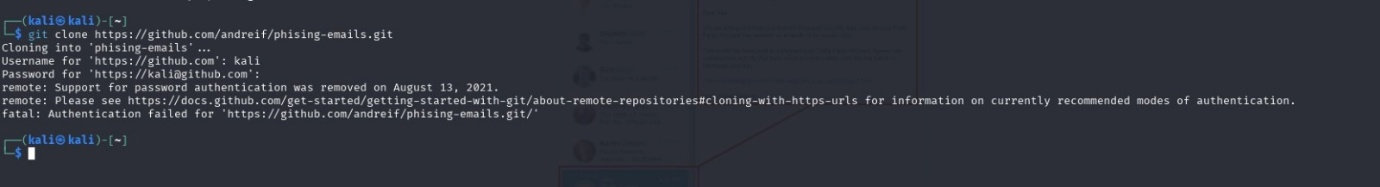 ┌──(kali㉿kali)-[~]
└─$ git clone https://github.com/andreif/phising-emails.git
Cloning into 'phising-emails'...
Username for 'https://github.com': kali
Password for 'https://kali@github.com':
remote: Support for password authentication was removed on August 13, 2021.
remote: Please see https://docs.github.com/get-started/getting-started-with-git/about-remote-repositories#cloning-with-https-urls for information on currently recommended modes of authentication.
fatal: Authentication failed for 'https://github.com/andreif/phising-emails.git/'
┌──(kali㉿kali)-[~]
└─$